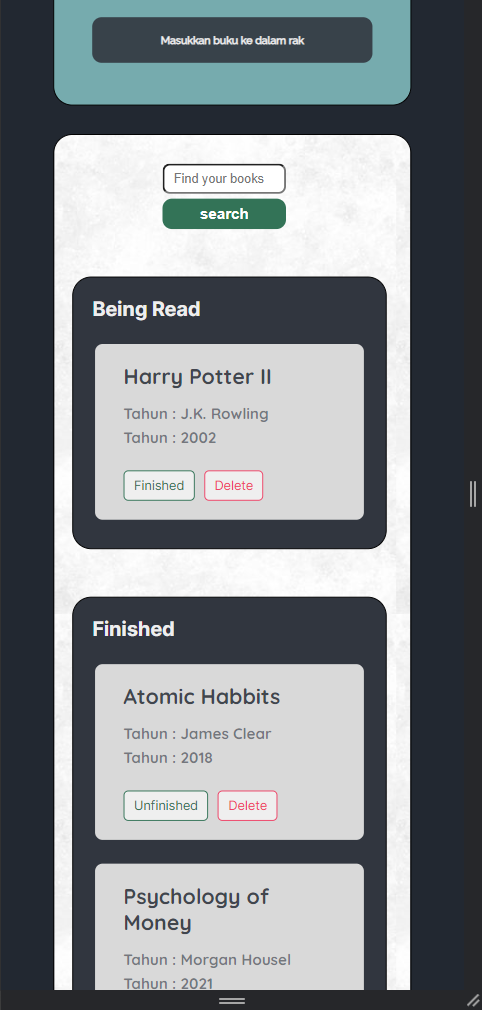 Masukkan buku ke dalam rak
Find your books
search
Being Read
Harry Potter II
Tahun : J.K. Rowling
Tahun : 2002
Finished Delete
Finished
Atomic Habbits
Tahun : James Clear
Tahun : 2018
Unfinished Delete
Psychology of
Money
Tahun : Morgan Housel
Tahun : 2021